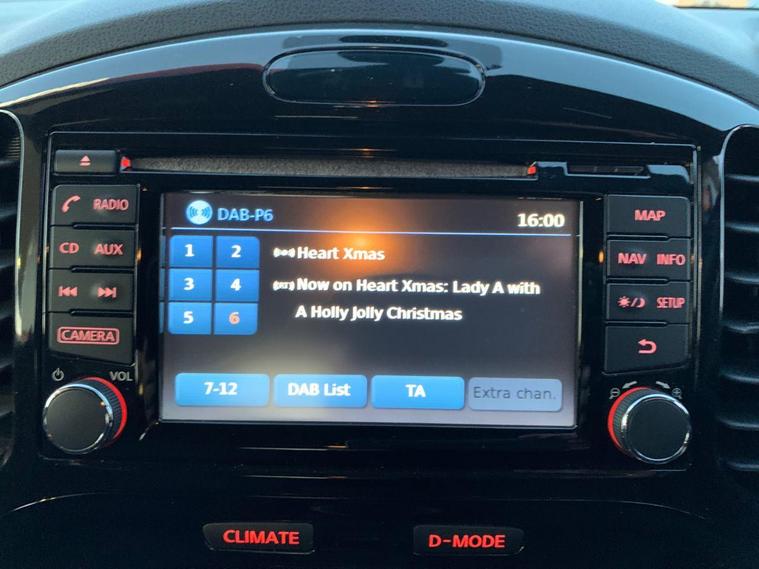 RADIO
CD AUX
CAMERA
VOL
DAB-P6
16:00
1 2
3 4
5 6
Heart Xmas
Now on Heart Xmas: Lady A with
A Holly Jolly Christmas
7-12
DAB List
TA
Extra chan.
MAP
NAV INFO
SETUP
CLIMATE
D-MODE